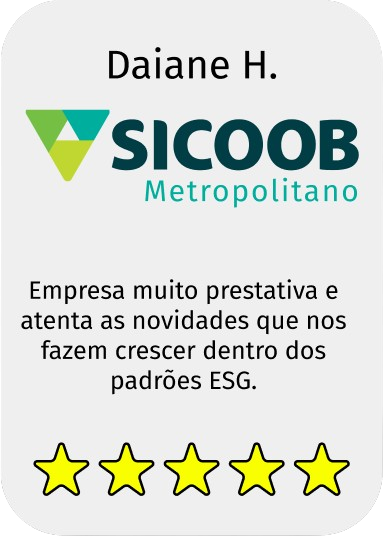 Daiane H.
SICOOB
Metropolitano
Empresa muito prestativa e
atenta as novidades que nos
fazem crescer dentro dos
padrões ESG.